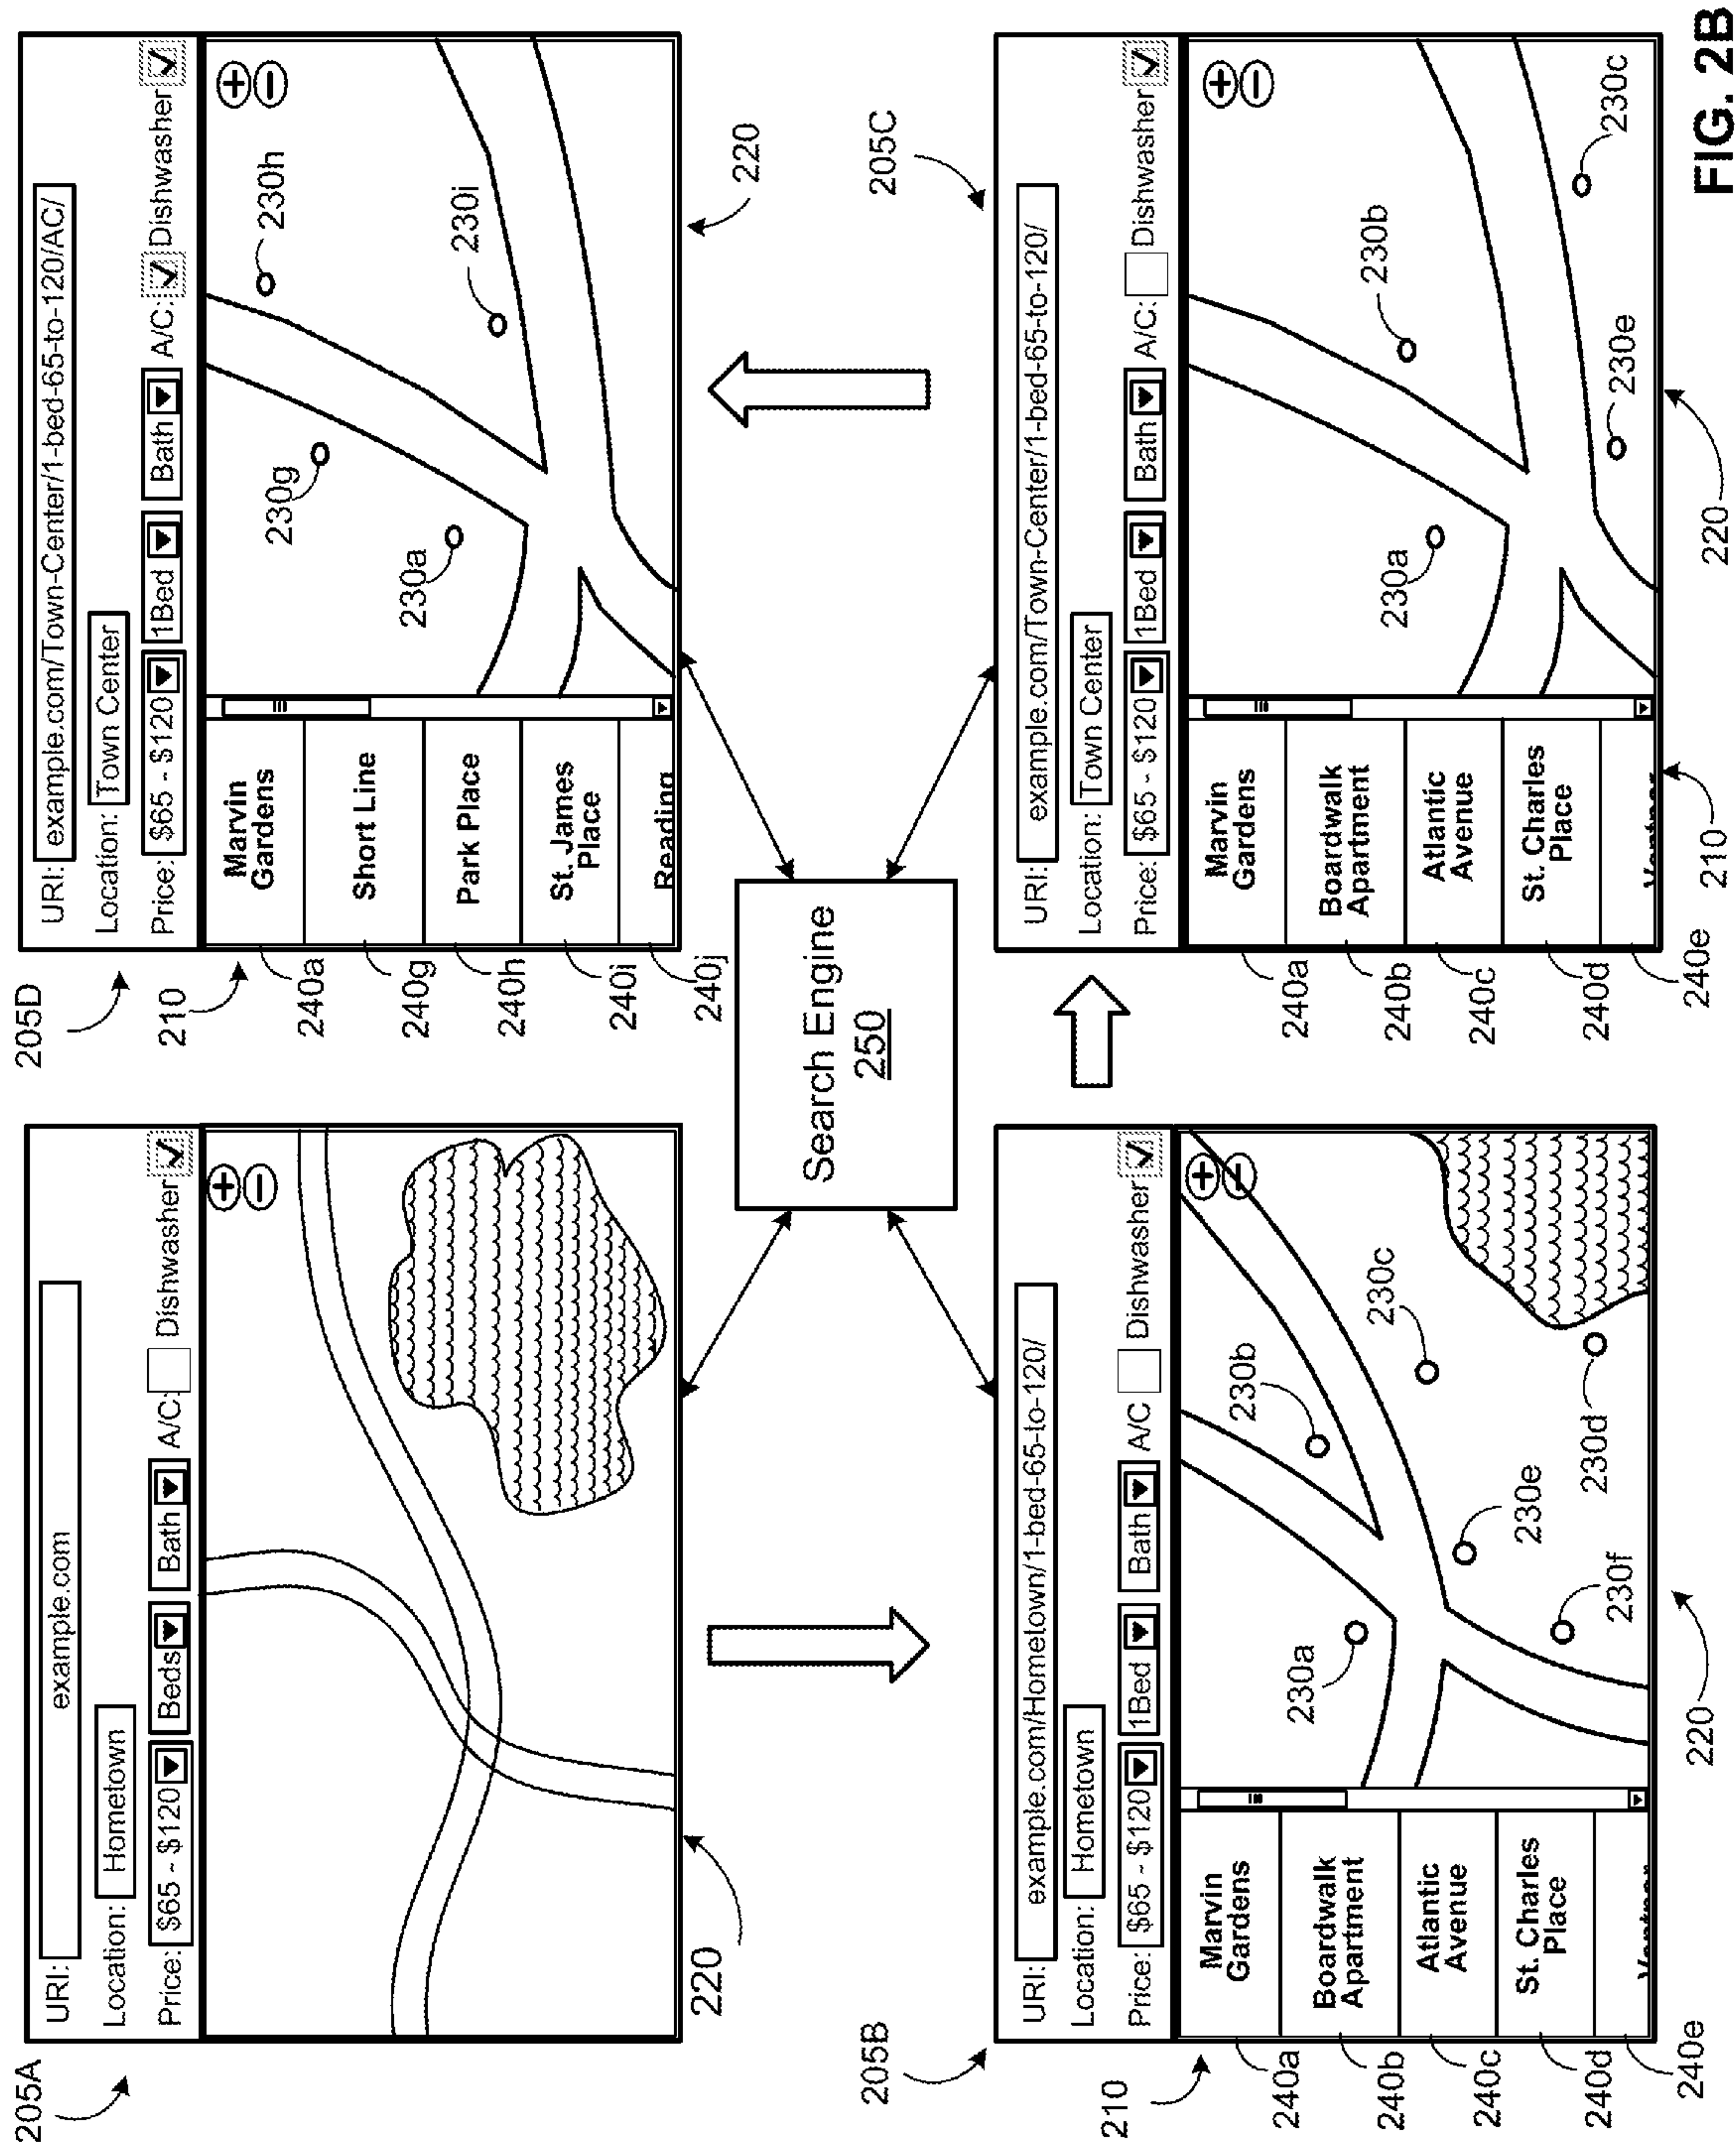 205A
URI: example.com
Location: Hometown
Price: $65 - $120 Beds Bath A/C: Dishwasher
+
−
220
205D
URI: example.com/Town-Center/1-bed-65-to-120/AC/
Location: Town Center
Price: $65 - $120 1Bed Bath A/C: Dishwasher
+
−
210
240a
240g
240h
240i
240j
Marvin
Gardens
Short Line
Park Place
St. James
Place
Reading
230g
230h
230a
230i
220
Search Engine
250
205B
URI: example.com/Hometown/1-bed-65-to-120/
Location: Hometown
Price: $65 - $120 1Bed Bath A/C Dishwasher
+
−
210
240a
240b
240c
240d
240e
Marvin
Gardens
Boardwalk
Apartment
Atlantic
Avenue
St. Charles
Place
230b
230a
230c
230e
230d
230f
220
205C
URI: example.com/Town-Center/1-bed-65-to-120/
Location: Town Center
Price: $65 - $120 1Bed Bath A/C: Dishwasher
+
−
240a
240b
240c
240d
240e
210
Marvin
Gardens
Boardwalk
Apartment
Atlantic
Avenue
St. Charles
Place
230b
230a
230c
230e
220
FIG. 2B